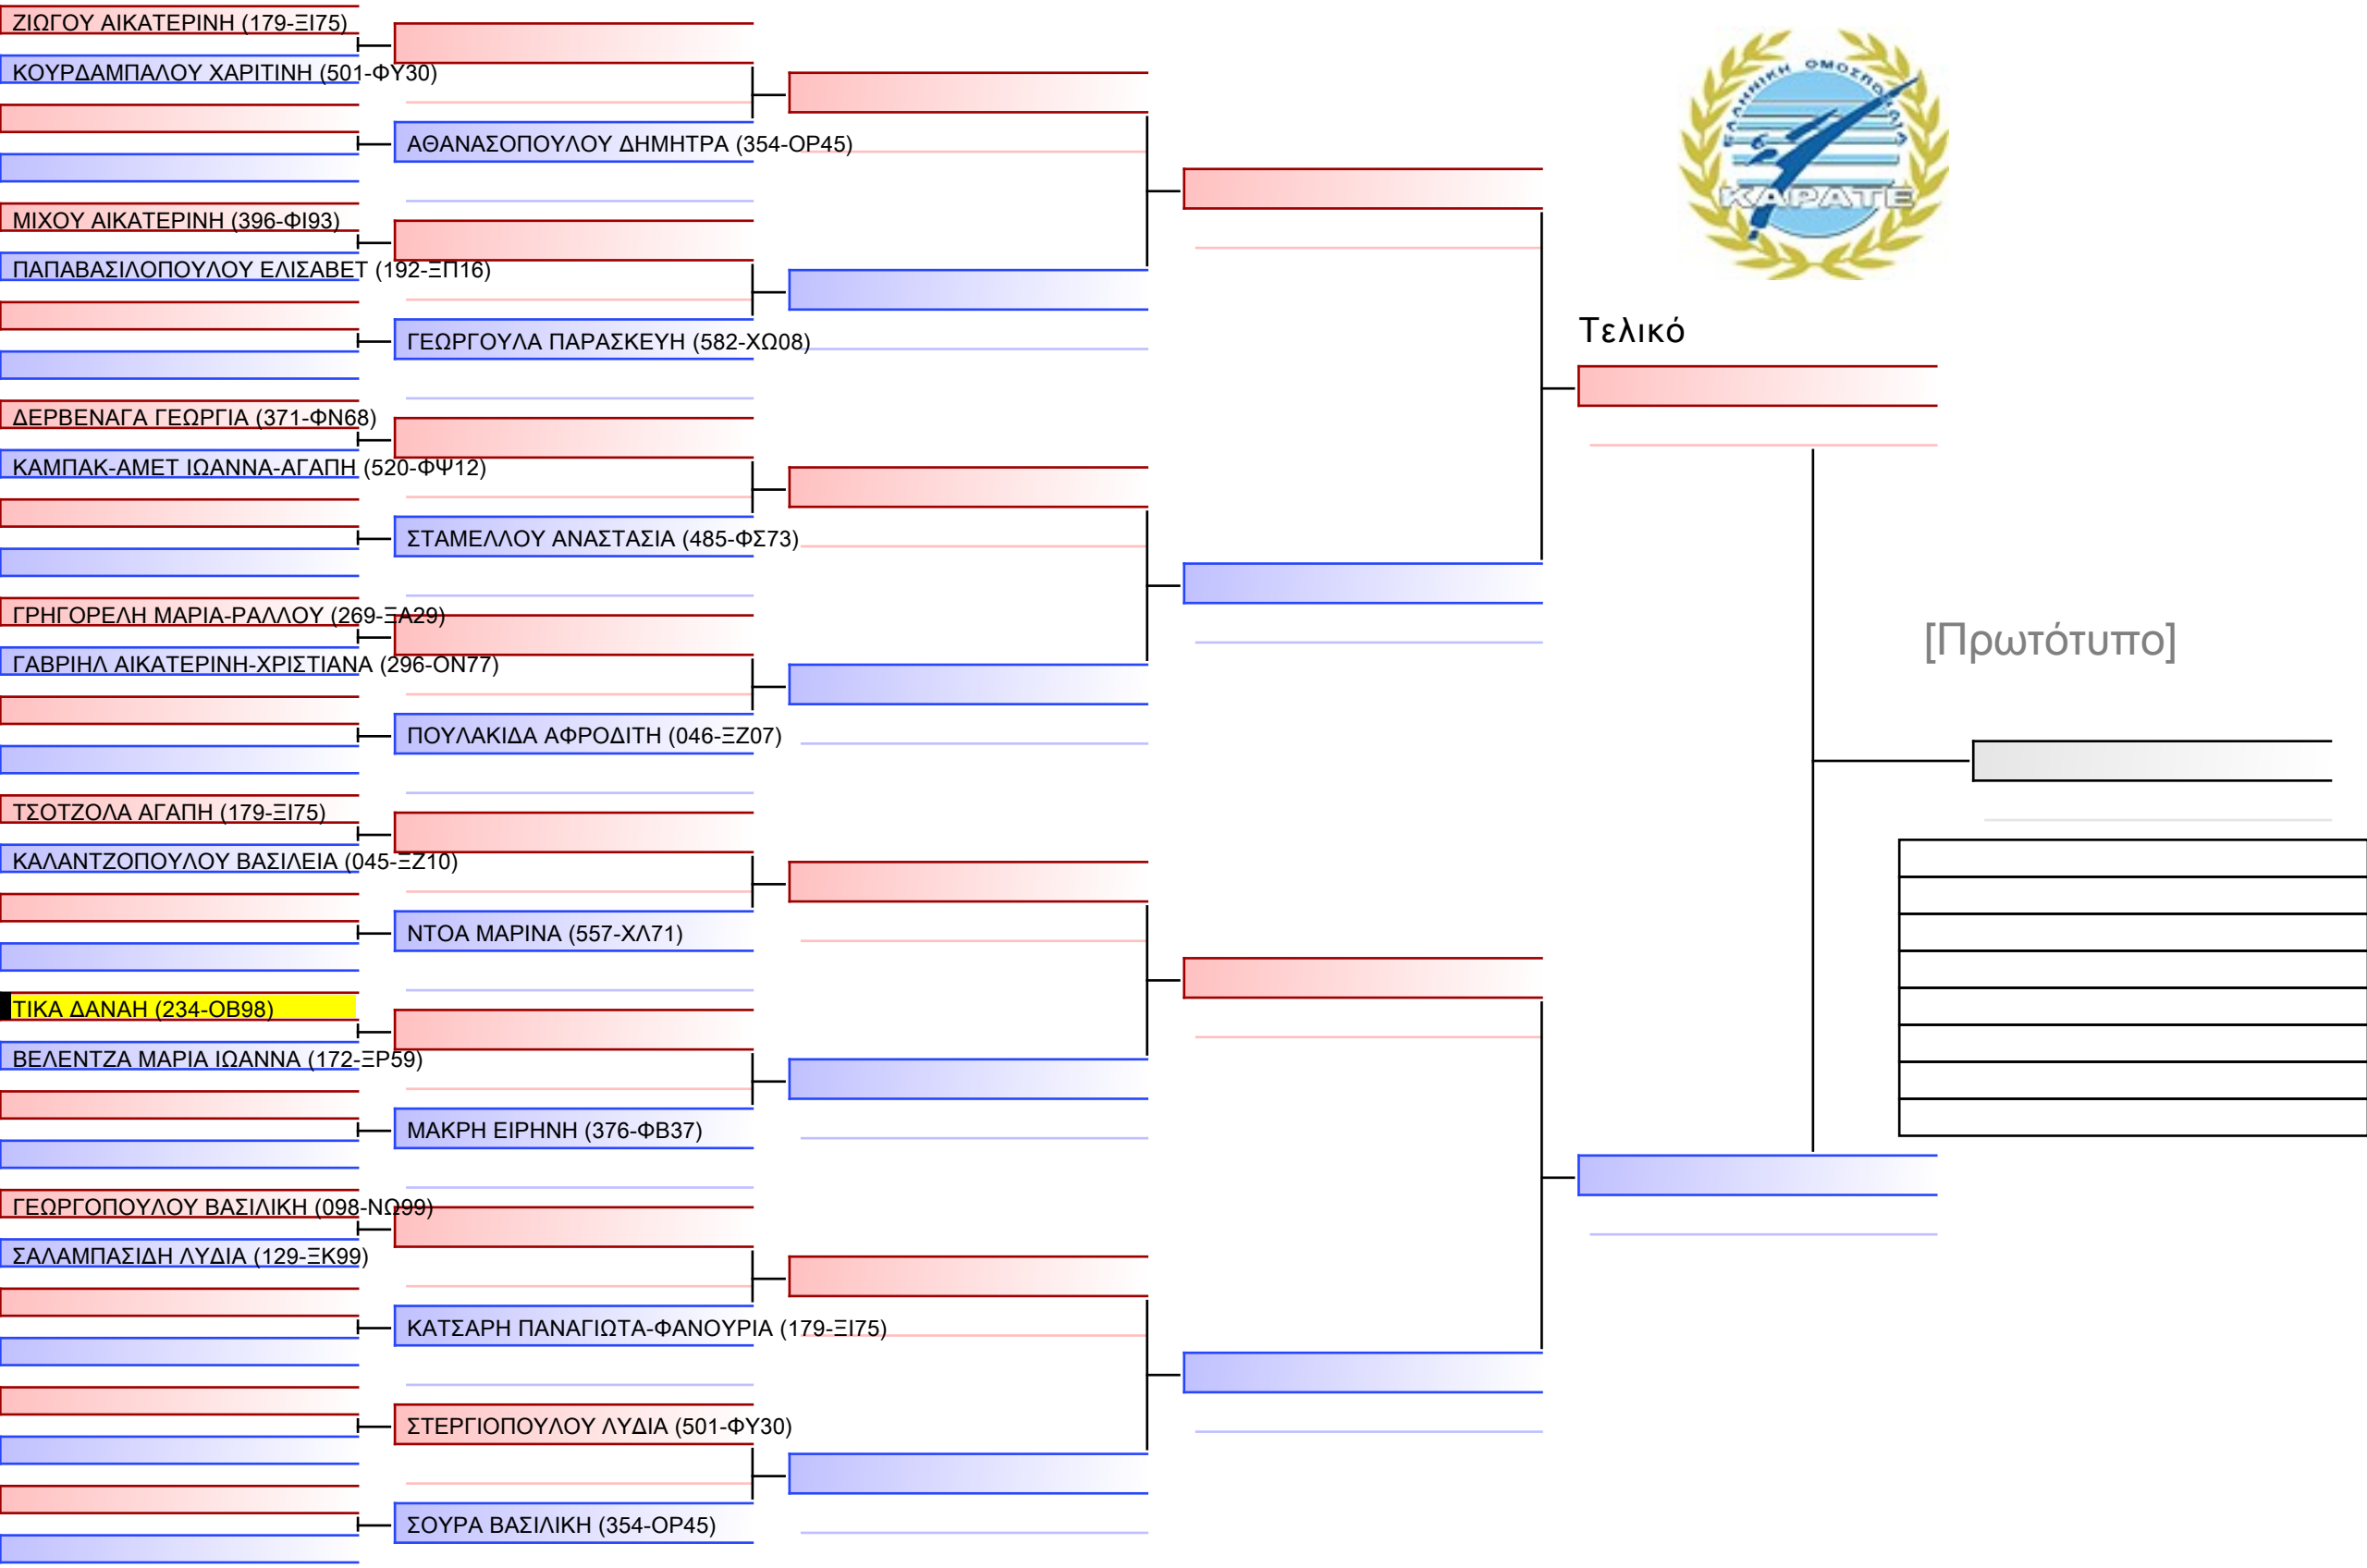 ΖΙΩΓΟΥ ΑΙΚΑΤΕΡΙΝΗ (179-ΞΙ75)
ΚΟΥΡΔΑΜΠΑΛΟΥ ΧΑΡΙΤΙΝΗ (501-ΦΥ30)
ΑΘΑΝΑΣΟΠΟΥΛΟΥ ΔΗΜΗΤΡΑ (354-ΟΡ45)
ΜΙΧΟΥ ΑΙΚΑΤΕΡΙΝΗ (396-ΦΙ93)
ΠΑΠΑΒΑΣΙΛΟΠΟΥΛΟΥ ΕΛΙΣΑΒΕΤ (192-ΞΠ16)
ΓΕΩΡΓΟΥΛΑ ΠΑΡΑΣΚΕΥΗ (582-ΧΩ08)
ΔΕΡΒΕΝΑΓΑ ΓΕΩΡΓΙΑ (371-ΦΝ68)
ΚΑΜΠΑΚ-ΑΜΕΤ ΙΩΑΝΝΑ-ΑΓΑΠΗ (520-ΦΨ12)
ΣΤΑΜΕΛΛΟΥ ΑΝΑΣΤΑΣΙΑ (485-ΦΣ73)
ΓΡΗΓΟΡΕΛΗ ΜΑΡΙΑ-ΡΑΛΛΟΥ (269-ΞΑ29)
ΓΑΒΡΙΗΛ ΑΙΚΑΤΕΡΙΝΗ-ΧΡΙΣΤΙΑΝΑ (296-ΟΝ77)
ΠΟΥΛΑΚΙΔΑ ΑΦΡΟΔΙΤΗ (046-ΞΖ07)
ΤΣΟΤΖΟΛΑ ΑΓΑΠΗ (179-ΞΙ75)
ΚΑΛΑΝΤΖΟΠΟΥΛΟΥ ΒΑΣΙΛΕΙΑ (045-ΞΖ10)
ΝΤΟΑ ΜΑΡΙΝΑ (557-ΧΛ71)
ΤΙΚΑ ΔΑΝΑΗ (234-ΟΒ98)
ΒΕΛΕΝΤΖΑ ΜΑΡΙΑ ΙΩΑΝΝΑ (172-ΞΡ59)
ΜΑΚΡΗ ΕΙΡΗΝΗ (376-ΦΒ37)
ΓΕΩΡΓΟΠΟΥΛΟΥ ΒΑΣΙΛΙΚΗ (098-ΝΩ99)
ΣΑΛΑΜΠΑΣΙΔΗ ΛΥΔΙΑ (129-ΞΚ99)
ΚΑΤΣΑΡΗ ΠΑΝΑΓΙΩΤΑ-ΦΑΝΟΥΡΙΑ (179-ΞΙ75)
ΣΤΕΡΓΙΟΠΟΥΛΟΥ ΛΥΔΙΑ (501-ΦΥ30)
ΣΟΥΡΑ ΒΑΣΙΛΙΚΗ (354-ΟΡ45)
ΕΛΛΗΝΙΚΗ ΟΜΟΣΠΟΝΔΙΑ
ΚΑΡΑΤΕ
Τελικό
[Πρωτότυπο]